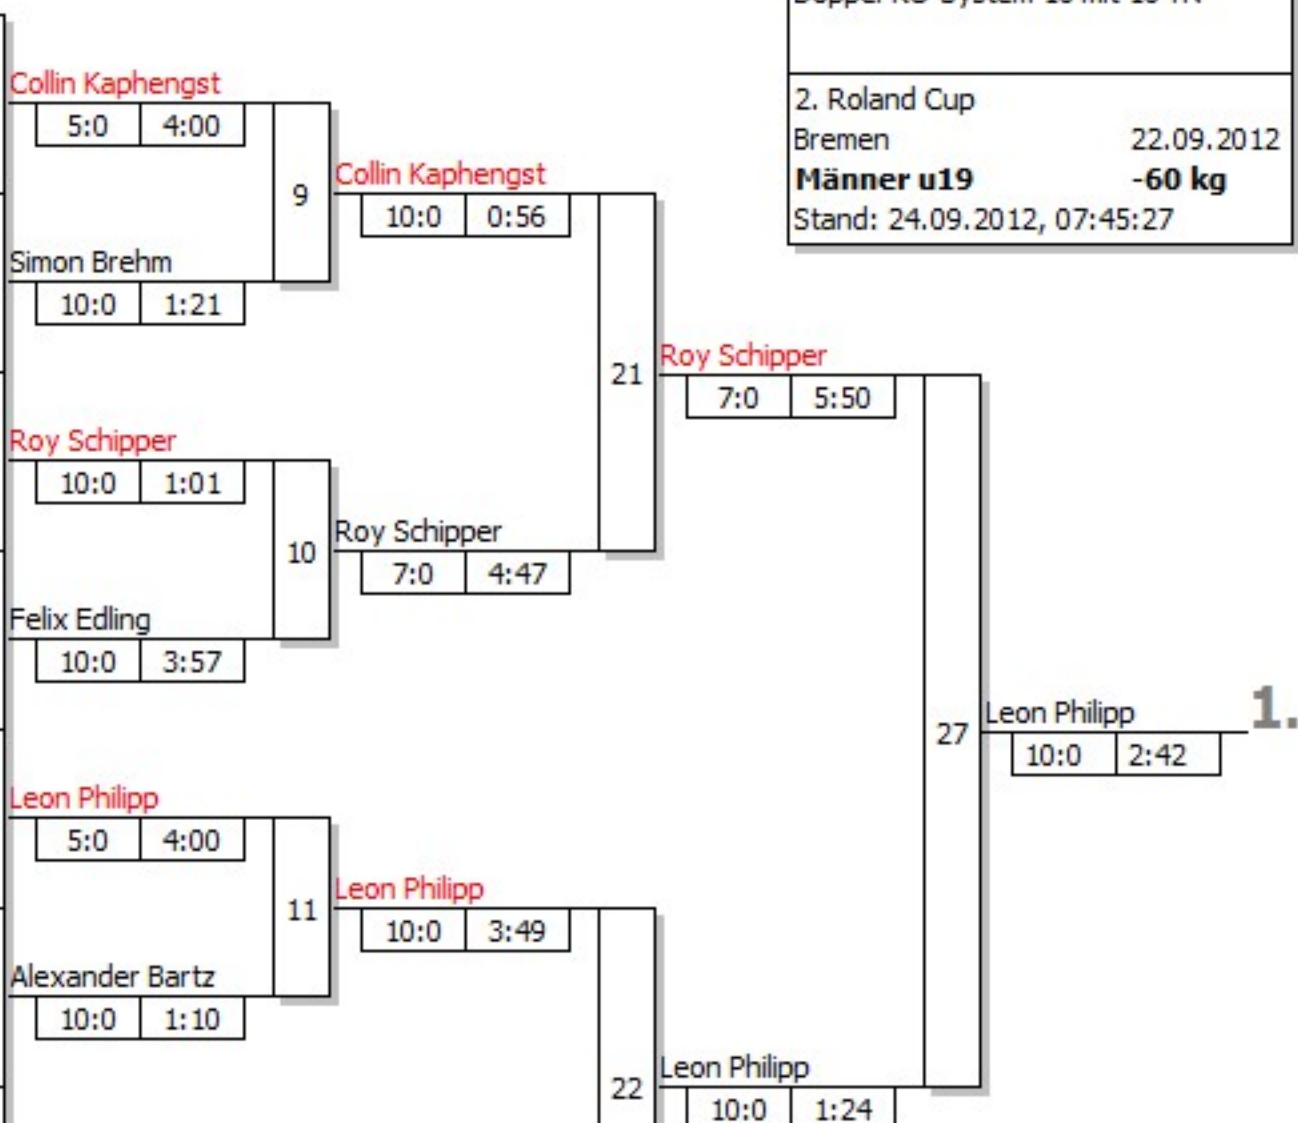 2. Roland Cup
Bremen 22.09.2012
Männer u19 -60 kg
Stand: 24.09.2012, 07:45:27
Collin Kaphengst
5:0 4:00
9
Simon Brehm
10:0 1:21
Collin Kaphengst
10:0 0:56
Roy Schipper
10:0 1:01
10
Felix Edling
10:0 3:57
Roy Schipper
7:0 4:47
21
Roy Schipper
7:0 5:50
Leon Philipp
5:0 4:00
11
Alexander Bartz
10:0 1:10
Leon Philipp
10:0 3:49
22
Leon Philipp
10:0 1:24
27
Leon Philipp
10:0 2:42
1.